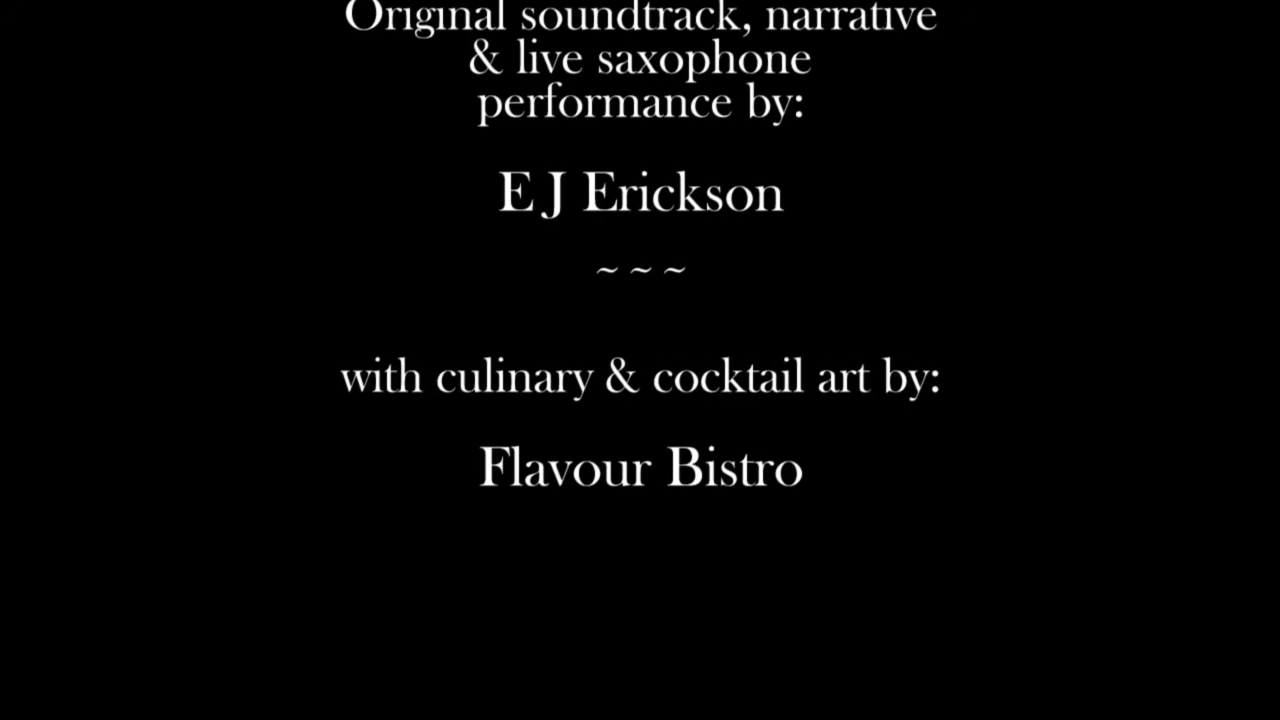 Original soundtrack, narrative
& live saxophone
performance by:
E J Erickson
~ ~ ~
with culinary & cocktail art by:
Flavour Bistro